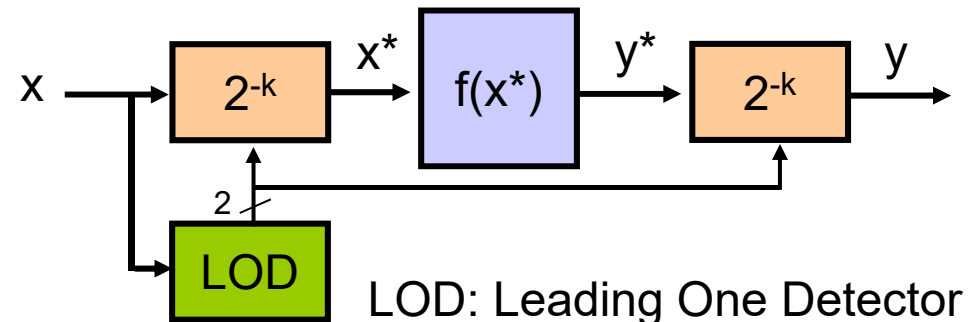 x
2⁻ᵏ
x*
f(x*)
y*
2⁻ᵏ
y
2
LOD
LOD: Leading One Detector